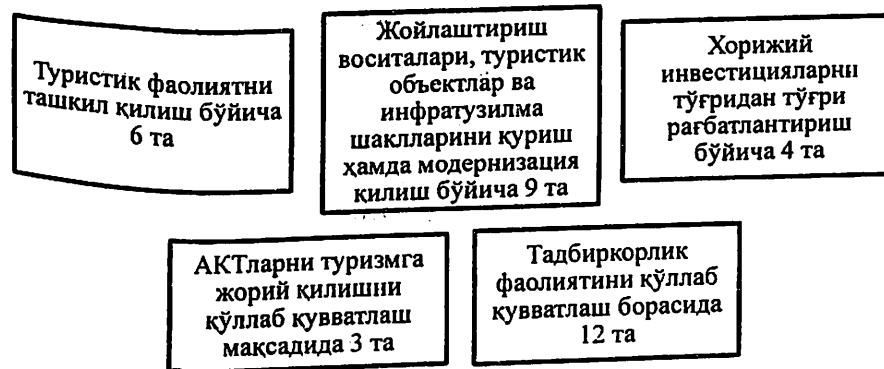 Туристик фаолиятни
ташкил қилиш бўйича
6 та
Жойлаштириш
воситалари, туристик
объектлар ва
инфратузилма
шаклларини қуриш
ҳамда модернизация
қилиш бўйича 9 та
Хорижий
инвестицияларни
тўғридан тўғри
рағбатлантириш
бўйича 4 та
АКТларни туризмга
жорий қилишни
қўллаб қувватлаш
мақсадида 3 та
Тадбиркорлик
фаолиятини қўллаб
қувватлаш борасида
12 та